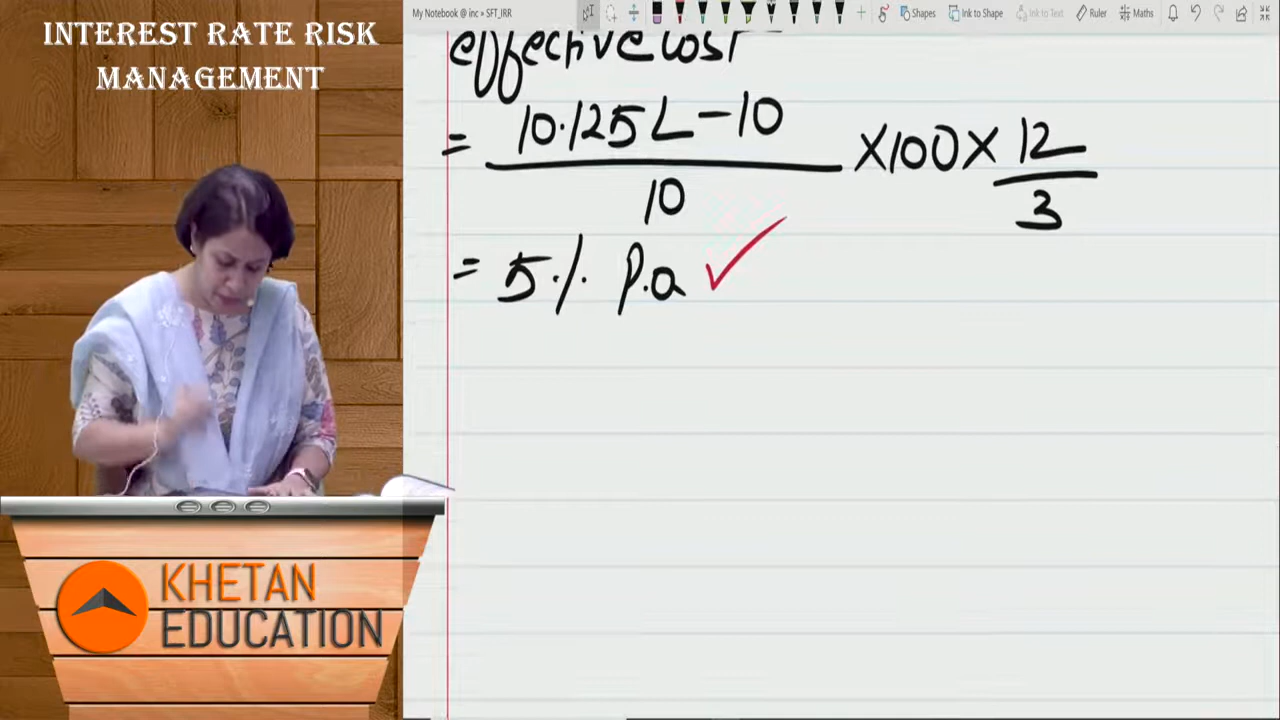 INTEREST RATE RISK
MANAGEMENT
My Notebook @ inc » SFT_IRR
Shapes
Ink to Shape
Ink to Text
Ruler
Maths
effective cost
= 10.125L - 10 / 10 X100 X 12 / 3
= 5% P.a ✓
KHETAN
EDUCATION